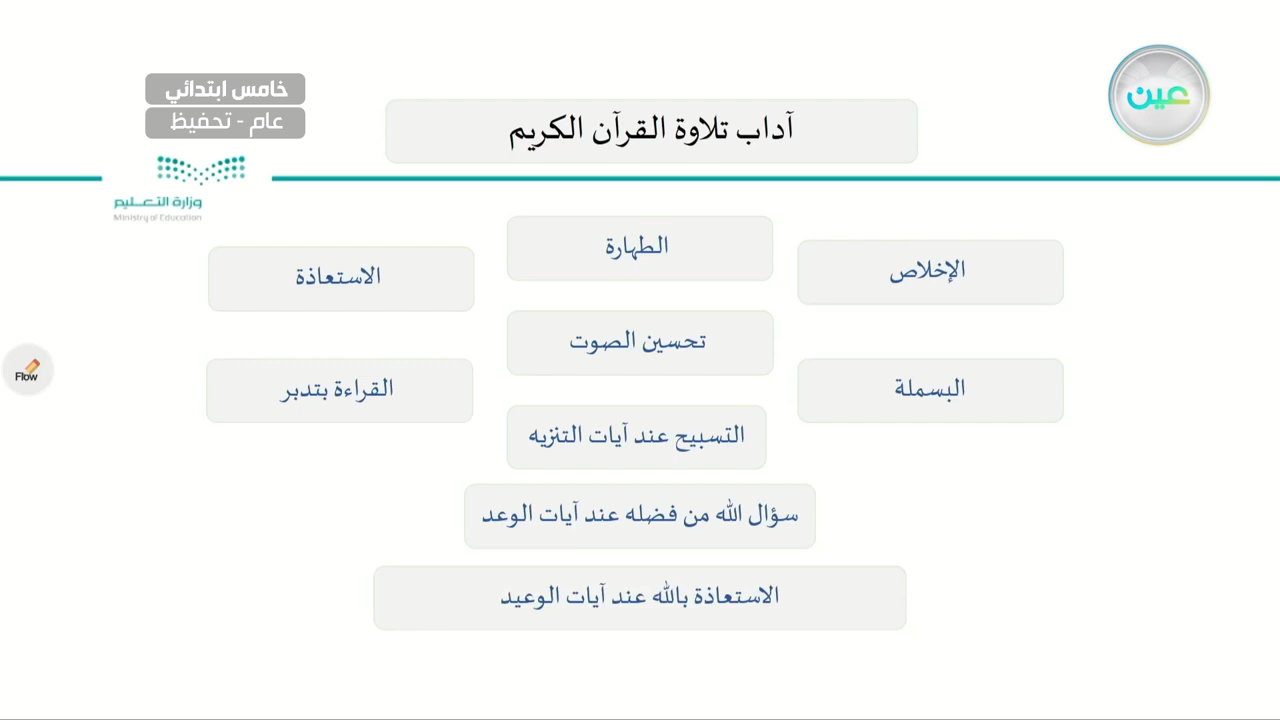 خامس ابتدائي
عام - تحفيظ
عين
آداب تلاوة القرآن الكريم
وزارة التعليم
Ministry of Education
الإخلاص
الطهارة
الاستعاذة
تحسين الصوت
البسملة
القراءة بتدبر
التسبيح عند آيات التنزيه
سؤال الله من فضله عند آيات الوعد
الاستعاذة بالله عند آيات الوعيد
Flow